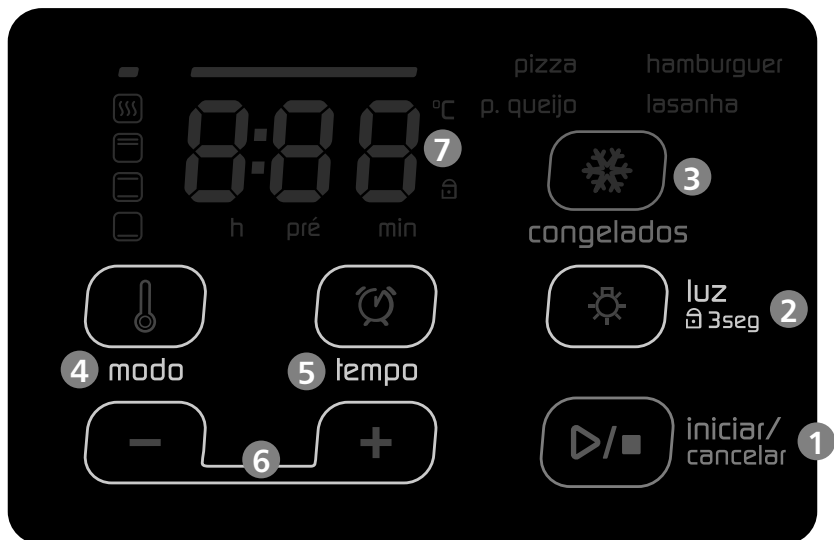 pizza hamburguer
p. queijo lasanha
8:88 °C
7
3
h pré min
congelados
luz
3seg
2
4 modo
5 tempo
− 6 +
iniciar/
cancelar
1